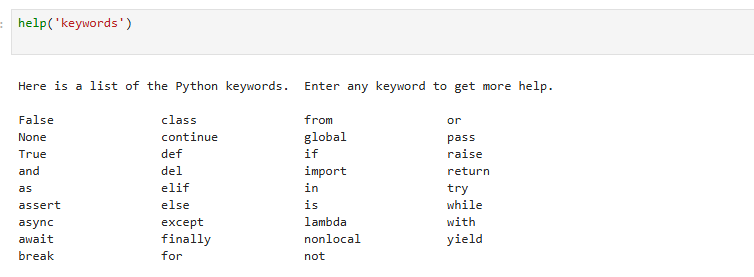 help('keywords')
Here is a list of the Python keywords.  Enter any keyword to get more help.
False               class               from                or
None                continue            global              pass
True                def                 if                  raise
and                 del                 import              return
as                  elif                in                  try
assert              else                is                  while
async               except              lambda              with
await               finally             nonlocal            yield
break               for                 not